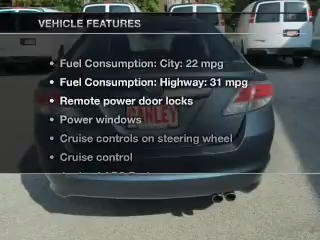 VEHICLE FEATURES
• Fuel Consumption: City: 22 mpg
• Fuel Consumption: Highway: 31 mpg
• Remote power door locks
• Power windows
• Cruise controls on steering wheel
• Cruise control